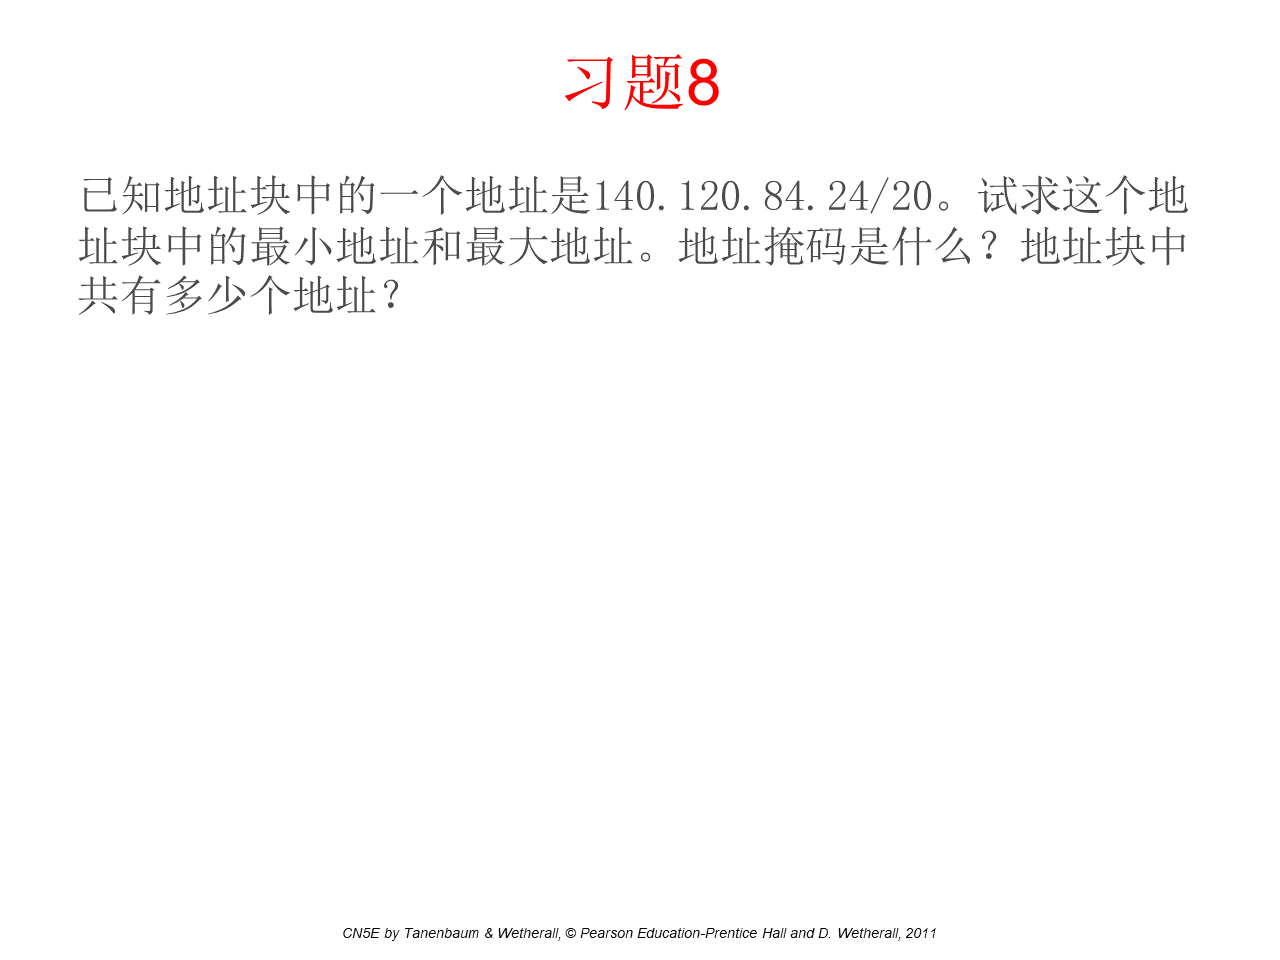 习题8
已知地址块中的一个地址是140.120.84.24/20。试求这个地
址块中的最小地址和最大地址。地址掩码是什么？地址块中
共有多少个地址？
CN5E by Tanenbaum & Wetherall, © Pearson Education-Prentice Hall and D. Wetherall, 2011